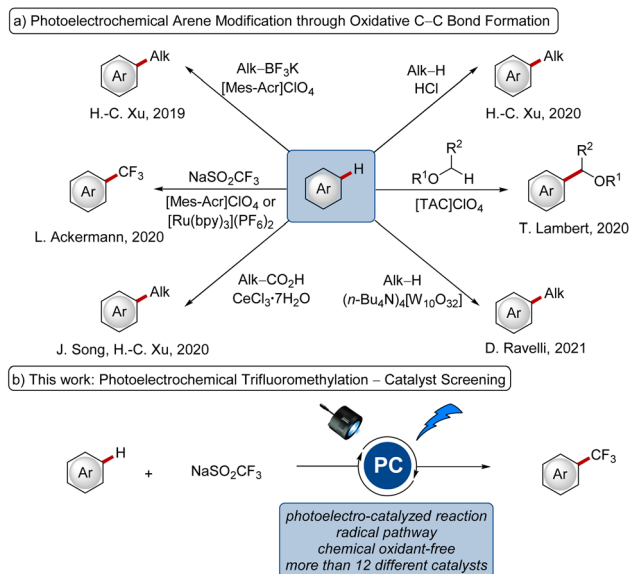 a) Photoelectrochemical Arene Modification through Oxidative C–C Bond Formation
Ar Alk
H.-C. Xu, 2019
Alk–BF3K
[Mes-Acr]ClO4
Alk–H
HCl
Ar Alk
H.-C. Xu, 2020
Ar CF3
L. Ackermann, 2020
NaSO2CF3
[Mes-Acr]ClO4 or
[Ru(bpy)3](PF6)2
Ar H
R2
R1O H
[TAC]ClO4
R2
Ar OR1
T. Lambert, 2020
Ar Alk
J. Song, H.-C. Xu, 2020
Alk–CO2H
CeCl3·7H2O
Alk–H
(n-Bu4N)4[W10O32]
Ar Alk
D. Ravelli, 2021
b) This work: Photoelectrochemical Trifluoromethylation – Catalyst Screening
Ar H
+
NaSO2CF3
PC
Ar CF3
photoelectro-catalyzed reaction
radical pathway
chemical oxidant-free
more than 12 different catalysts